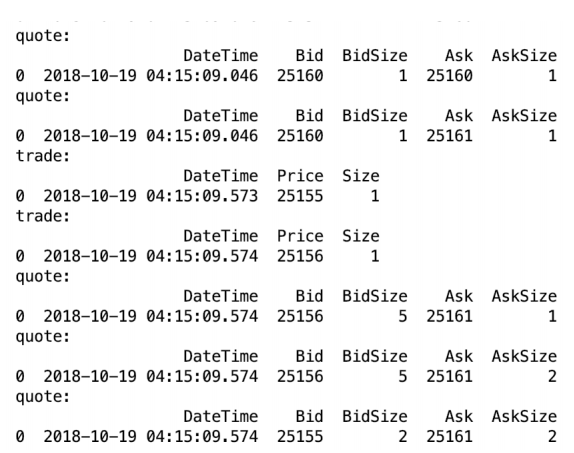 quote:
DateTime Bid BidSize Ask AskSize
0 2018-10-19 04:15:09.046 25160 1 25160 1
quote:
DateTime Bid BidSize Ask AskSize
0 2018-10-19 04:15:09.046 25160 1 25161 1
trade:
DateTime Price Size
0 2018-10-19 04:15:09.573 25155 1
trade:
DateTime Price Size
0 2018-10-19 04:15:09.574 25156 1
quote:
DateTime Bid BidSize Ask AskSize
0 2018-10-19 04:15:09.574 25156 5 25161 1
quote:
DateTime Bid BidSize Ask AskSize
0 2018-10-19 04:15:09.574 25156 5 25161 2
quote:
DateTime Bid BidSize Ask AskSize
0 2018-10-19 04:15:09.574 25155 2 25161 2